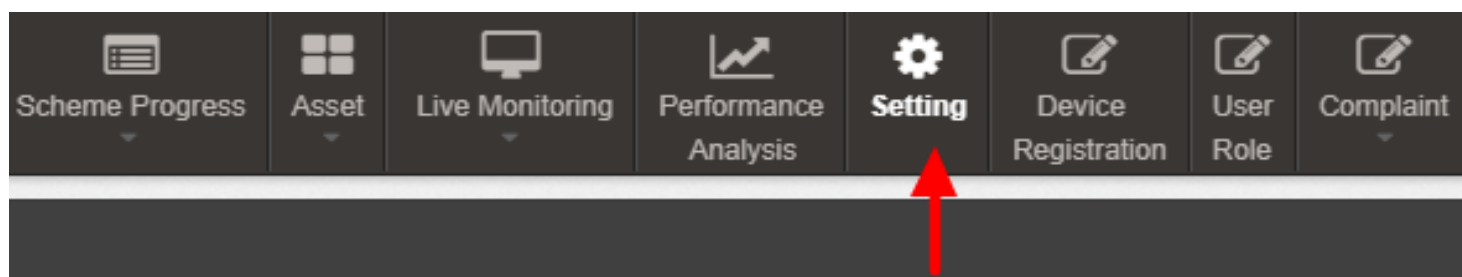 Scheme Progress
Asset
Live Monitoring
Performance
Analysis
Setting
Device
Registration
User
Role
Complaint